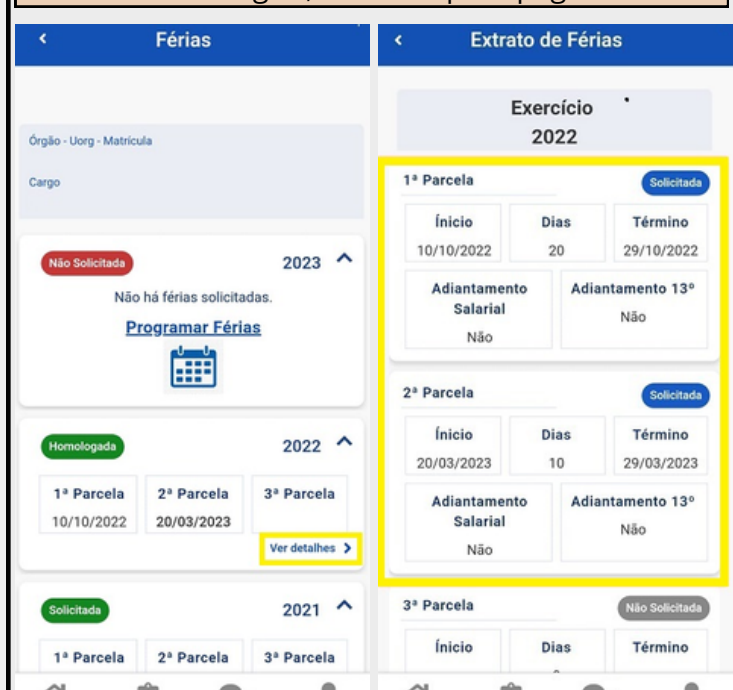 Férias
Órgão - Uorg - Matrícula
Cargo
Não Solicitada
2023
Não há férias solicitadas.
Programar Férias
Homologada
2022
1ª Parcela 2ª Parcela 3ª Parcela
10/10/2022 20/03/2023
Ver detalhes
Solicitada
2021
1ª Parcela 2ª Parcela 3ª Parcela
Extrato de Férias
Exercício
2022
1ª Parcela
Solicitada
Ínicio Dias Término
10/10/2022 20 29/10/2022
Adiantamento Adiantamento 13º
Salarial Não
Não
2ª Parcela
Solicitada
Ínicio Dias Término
20/03/2023 10 29/03/2023
Adiantamento Adiantamento 13º
Salarial Não
Não
3ª Parcela
Não Solicitada
Ínicio Dias Término